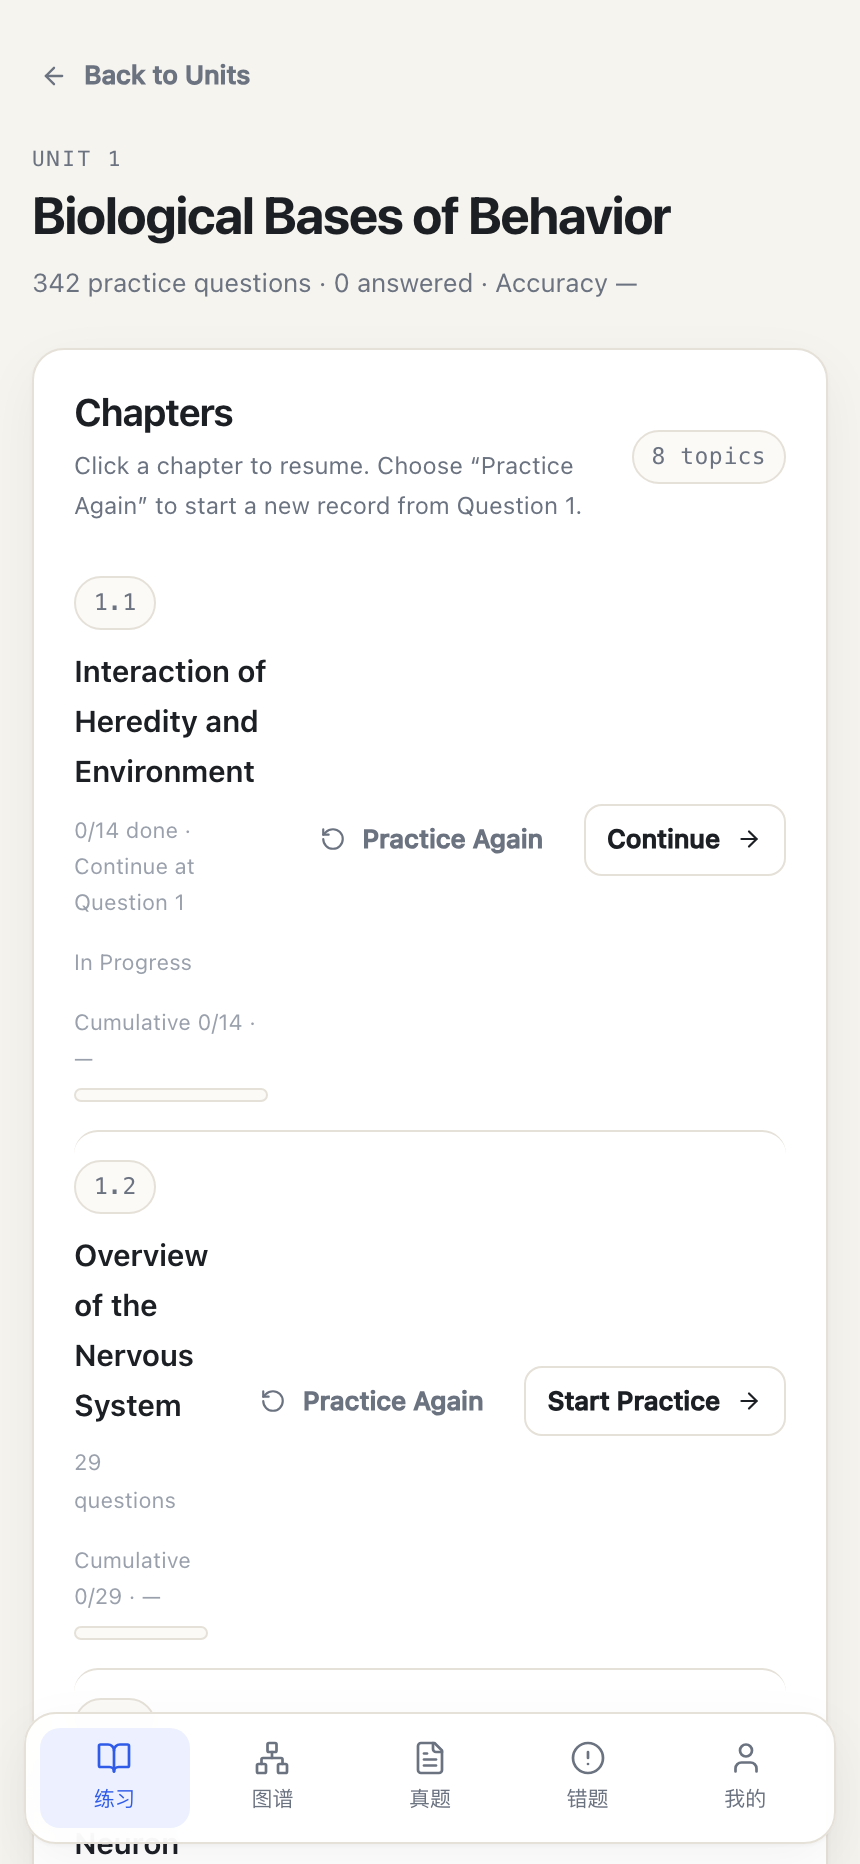 Back to Units
UNIT 1
Biological Bases of Behavior
342 practice questions · 0 answered · Accuracy —
Chapters
Click a chapter to resume. Choose “Practice
Again” to start a new record from Question 1.
8 topics
1.1
Interaction of
Heredity and
Environment
0/14 done ·
Continue at
Question 1
In Progress
Cumulative 0/14 ·
—
Practice Again
Continue →
1.2
Overview
of the
Nervous
System
29
questions
Cumulative
0/29 · —
Practice Again
Start Practice →
Neuron
练习
图谱
真题
错题
我的